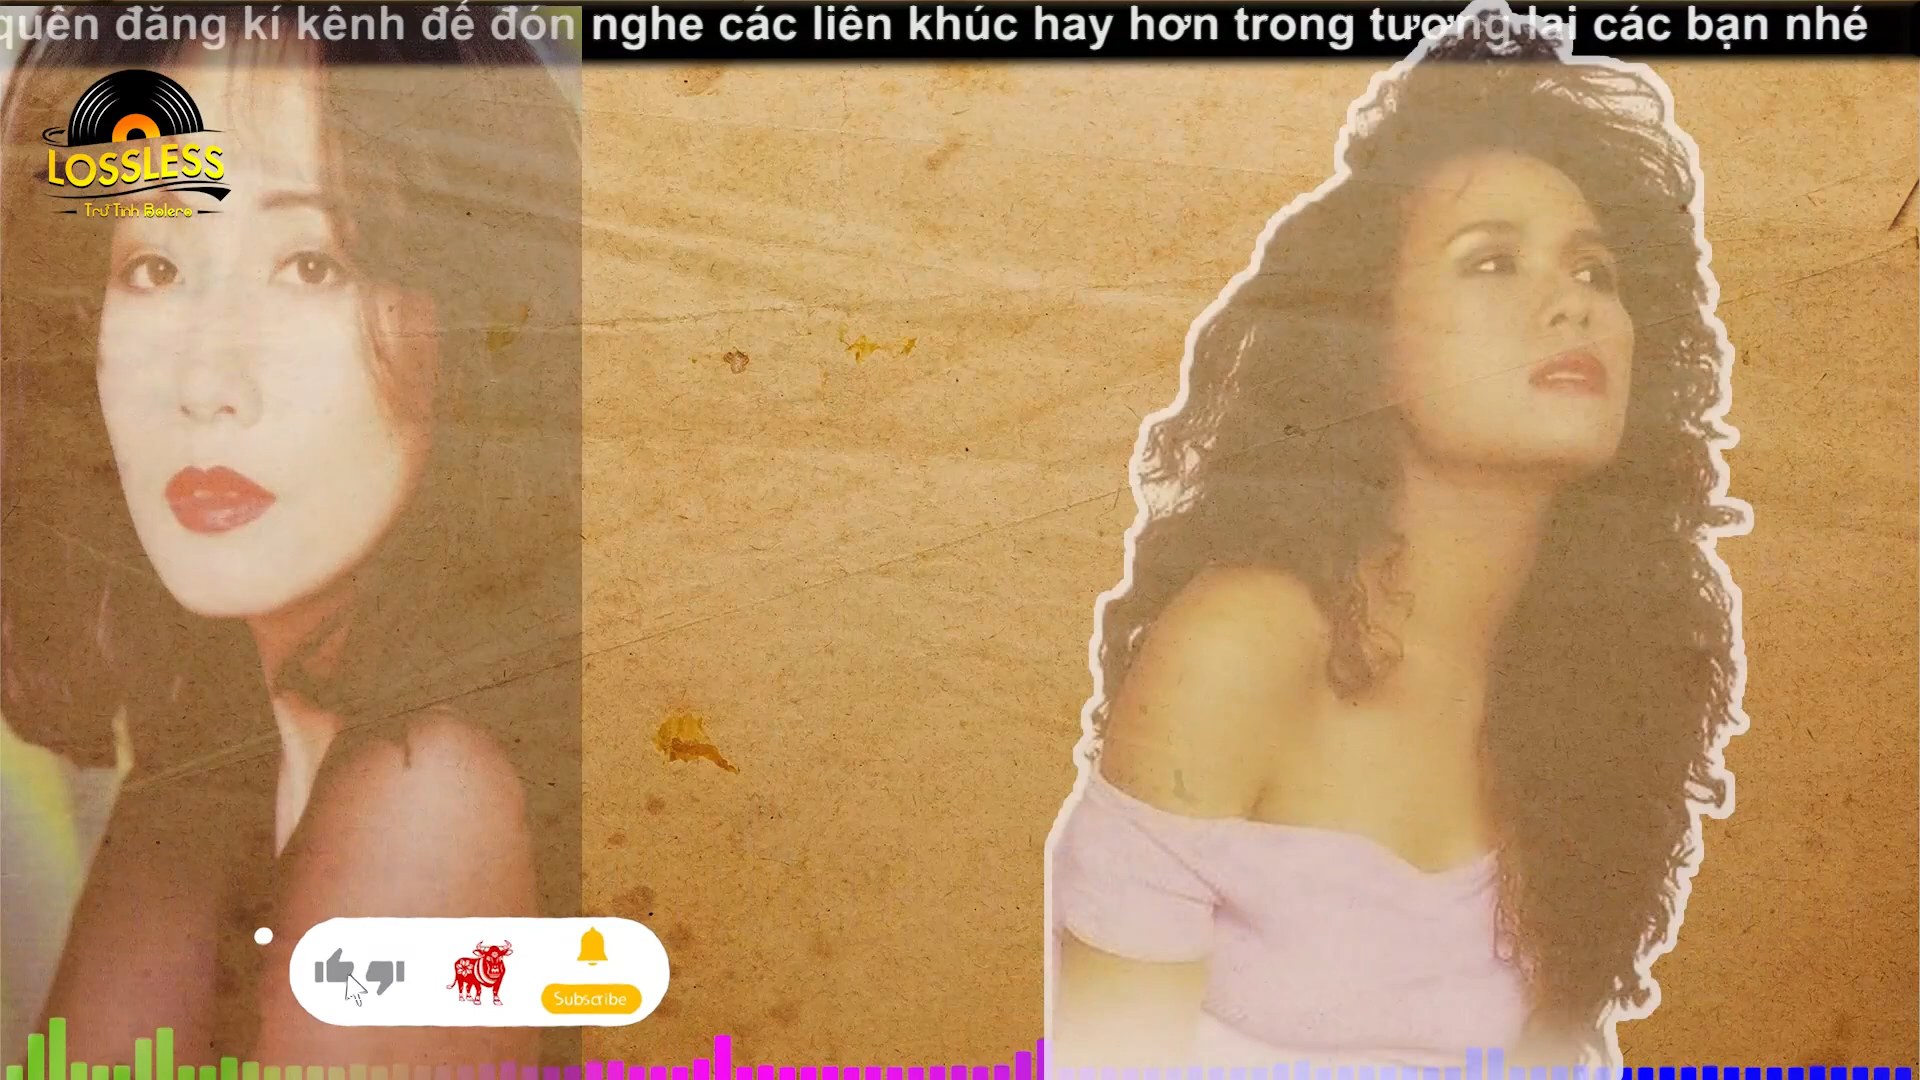 quên đăng kí kênh để đón nghe các liên khúc hay hơn trong tương lai các bạn nhé
LOSSLESS
Trữ Tình Bolero
Subscribe